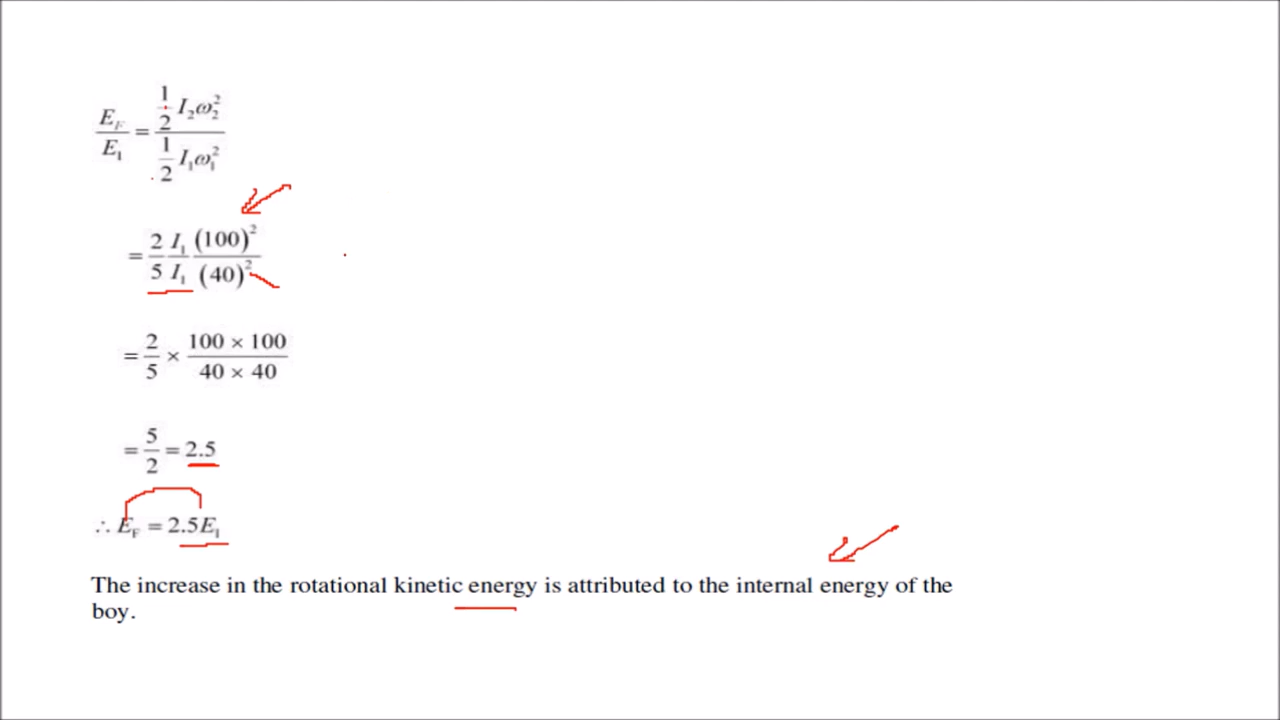 E_F/E_1 = (1/2 I_2ω_2^2)/(1/2 I_1ω_1^2)
= 2/5 I_1/I_1 (100)^2/(40)^2
= 2/5 × (100 × 100)/(40 × 40)
= 5/2 = 2.5
∴ E_F = 2.5E_1
The increase in the rotational kinetic energy is attributed to the internal energy of the
boy.